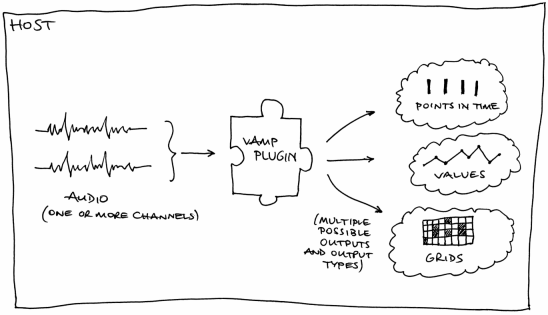 HOST
AUDIO
(ONE OR MORE CHANNELS)
VAMP
PLUGIN
(MULTIPLE
POSSIBLE
OUTPUTS
AND OUTPUT
TYPES)
POINTS IN TIME
VALUES
GRIDS